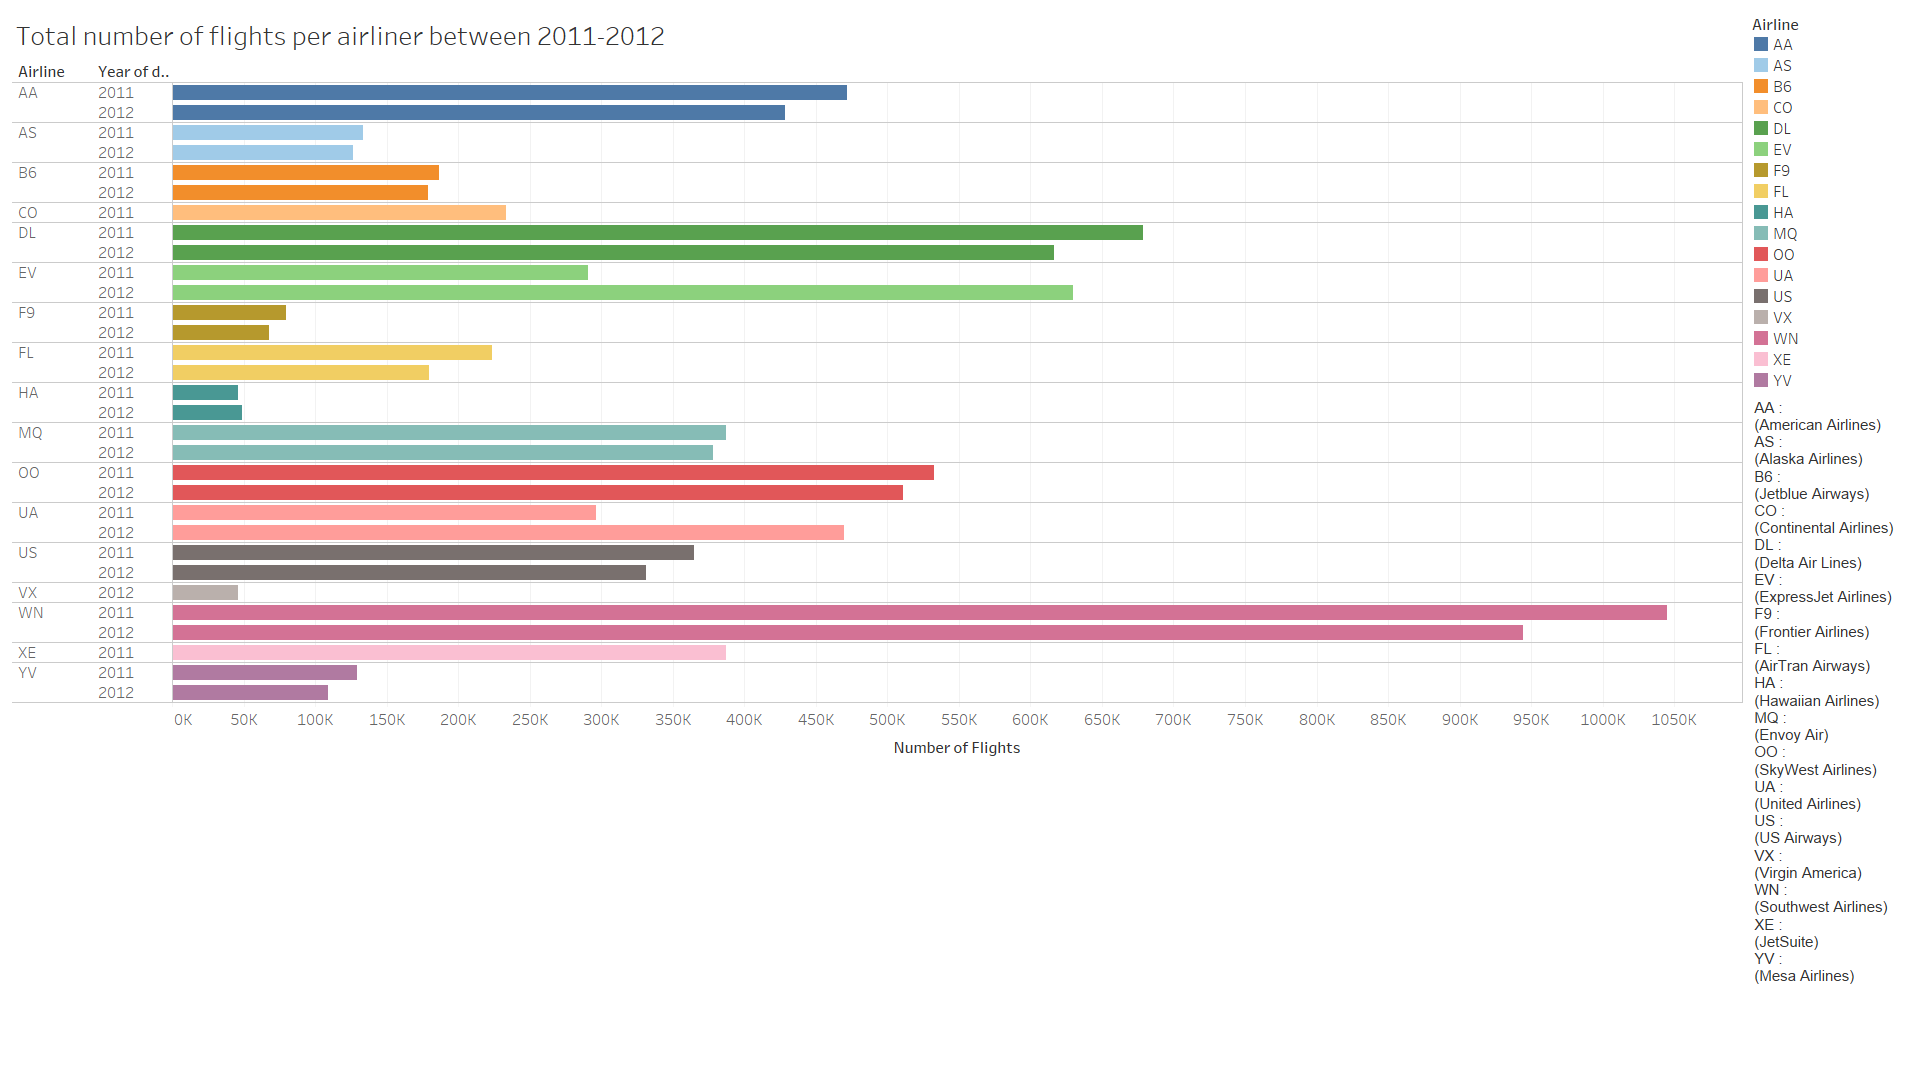 Total number of flights per airliner between 2011-2012
Airline Year of d..
AA 2011
2012
AS 2011
2012
B6 2011
2012
CO 2011
DL 2011
2012
EV 2011
2012
F9 2011
2012
FL 2011
2012
HA 2011
2012
MQ 2011
2012
OO 2011
2012
UA 2011
2012
US 2011
2012
VX 2012
WN 2011
2012
XE 2011
YV 2011
2012
0K 50K 100K 150K 200K 250K 300K 350K 400K 450K 500K 550K 600K 650K 700K 750K 800K 850K 900K 950K 1000K 1050K
Number of Flights
Airline
AA
AS
B6
CO
DL
EV
F9
FL
HA
MQ
OO
UA
US
VX
WN
XE
YV
AA :
(American Airlines)
AS :
(Alaska Airlines)
B6 :
(Jetblue Airways)
CO :
(Continental Airlines)
DL :
(Delta Air Lines)
EV :
(ExpressJet Airlines)
F9 :
(Frontier Airlines)
FL :
(AirTran Airways)
HA :
(Hawaiian Airlines)
MQ :
(Envoy Air)
OO :
(SkyWest Airlines)
UA :
(United Airlines)
US :
(US Airways)
VX :
(Virgin America)
WN :
(Southwest Airlines)
XE :
(JetSuite)
YV :
(Mesa Airlines)